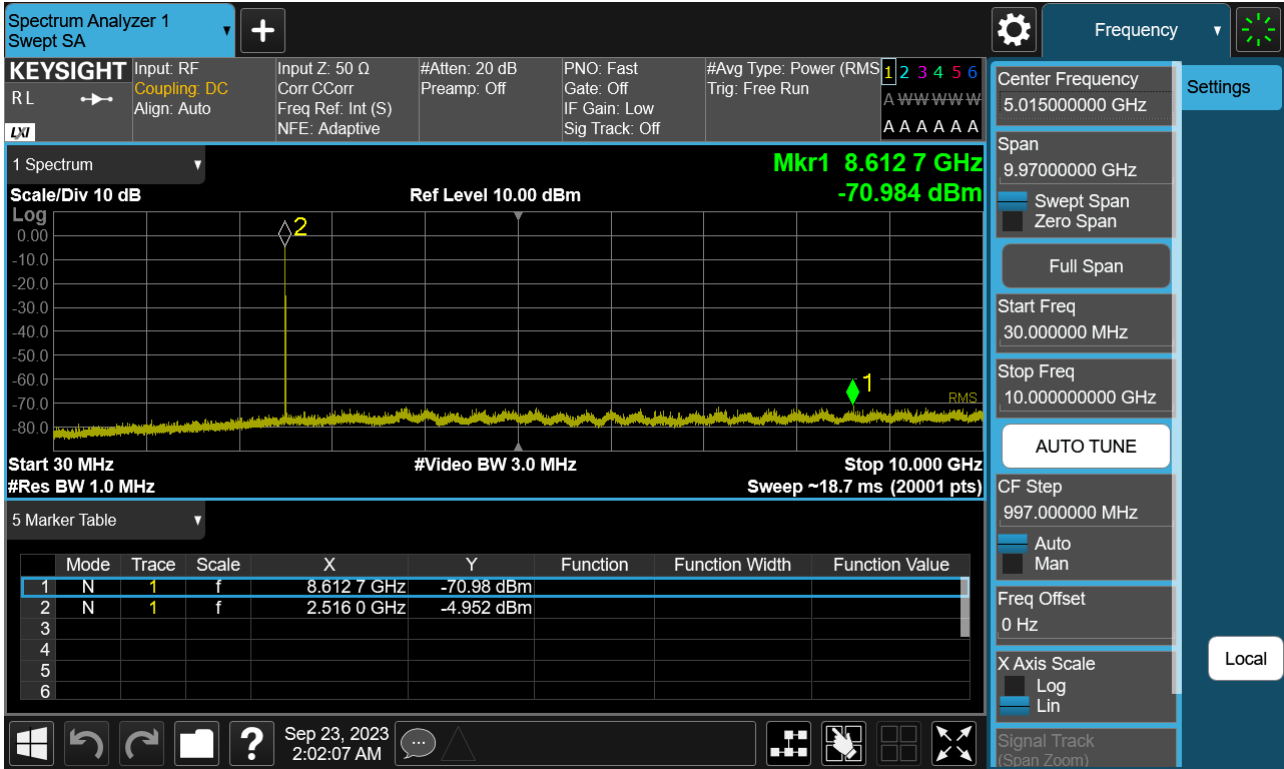 Spectrum Analyzer 1
Swept SA
Frequency
KEYSIGHT
R L
LXI
Input: RF
Coupling: DC
Align: Auto
Input Z: 50 Ω
Corr CCorr
Freq Ref: Int (S)
NFE: Adaptive
#Atten: 20 dB
Preamp: Off
PNO: Fast
Gate: Off
IF Gain: Low
Sig Track: Off
#Avg Type: Power (RMS
Trig: Free Run
1 2 3 4 5 6
A W W W W W
A A A A A A
1 Spectrum
Mkr1 8.612 7 GHz
Scale/Div 10 dB
Ref Level 10.00 dBm
-70.984 dBm
Log
0.00
-10.0
-20.0
-30.0
-40.0
-50.0
-60.0
-70.0
-80.0
2
1
RMS
Start 30 MHz
#Video BW 3.0 MHz
Stop 10.000 GHz
#Res BW 1.0 MHz
Sweep ~18.7 ms (20001 pts)
5 Marker Table
Mode Trace Scale X Y Function Function Width Function Value
1 N 1 f 8.612 7 GHz -70.98 dBm
2 N 1 f 2.516 0 GHz -4.952 dBm
3
4
5
6
?
Sep 23, 2023
2:02:07 AM
Center Frequency
5.015000000 GHz
Span
9.97000000 GHz
Swept Span
Zero Span
Full Span
Start Freq
30.000000 MHz
Stop Freq
10.000000000 GHz
AUTO TUNE
CF Step
997.000000 MHz
Auto
Man
Freq Offset
0 Hz
X Axis Scale
Log
Lin
Signal Track
(Span Zoom)
Settings
Local